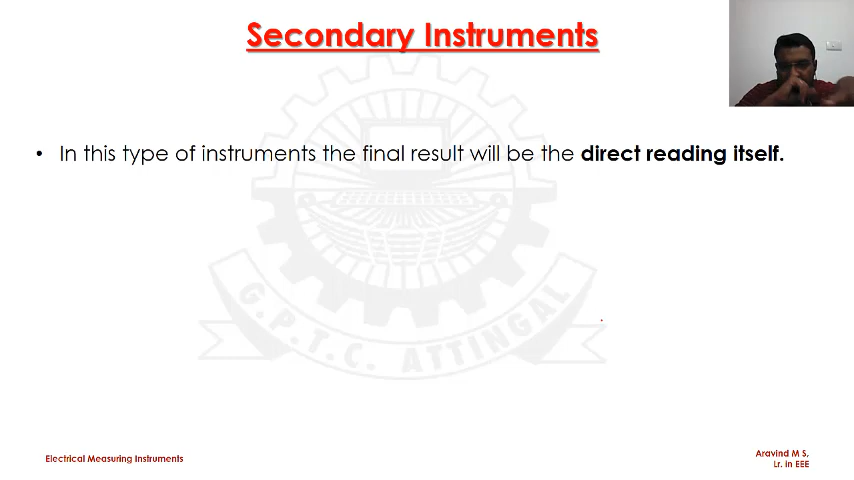 Secondary Instruments
• In this type of instruments the final result will be the direct reading itself.
G.P.T.C. ATTINGAL
Electrical Measuring Instruments
Aravind M S,
Lr. in EEE